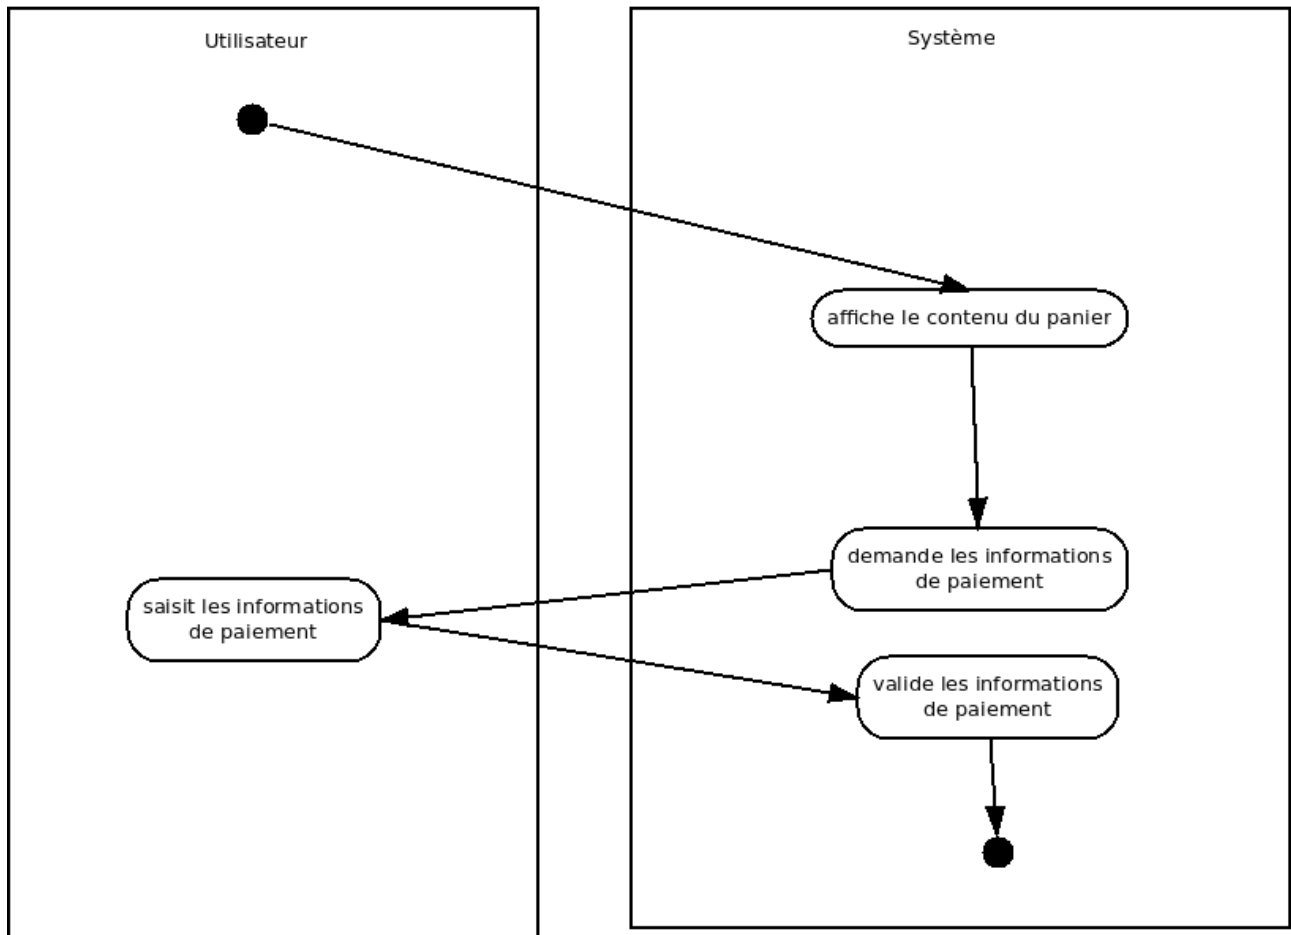 Utilisateur
Système
affiche le contenu du panier
demande les informations
de paiement
saisit les informations
de paiement
valide les informations
de paiement